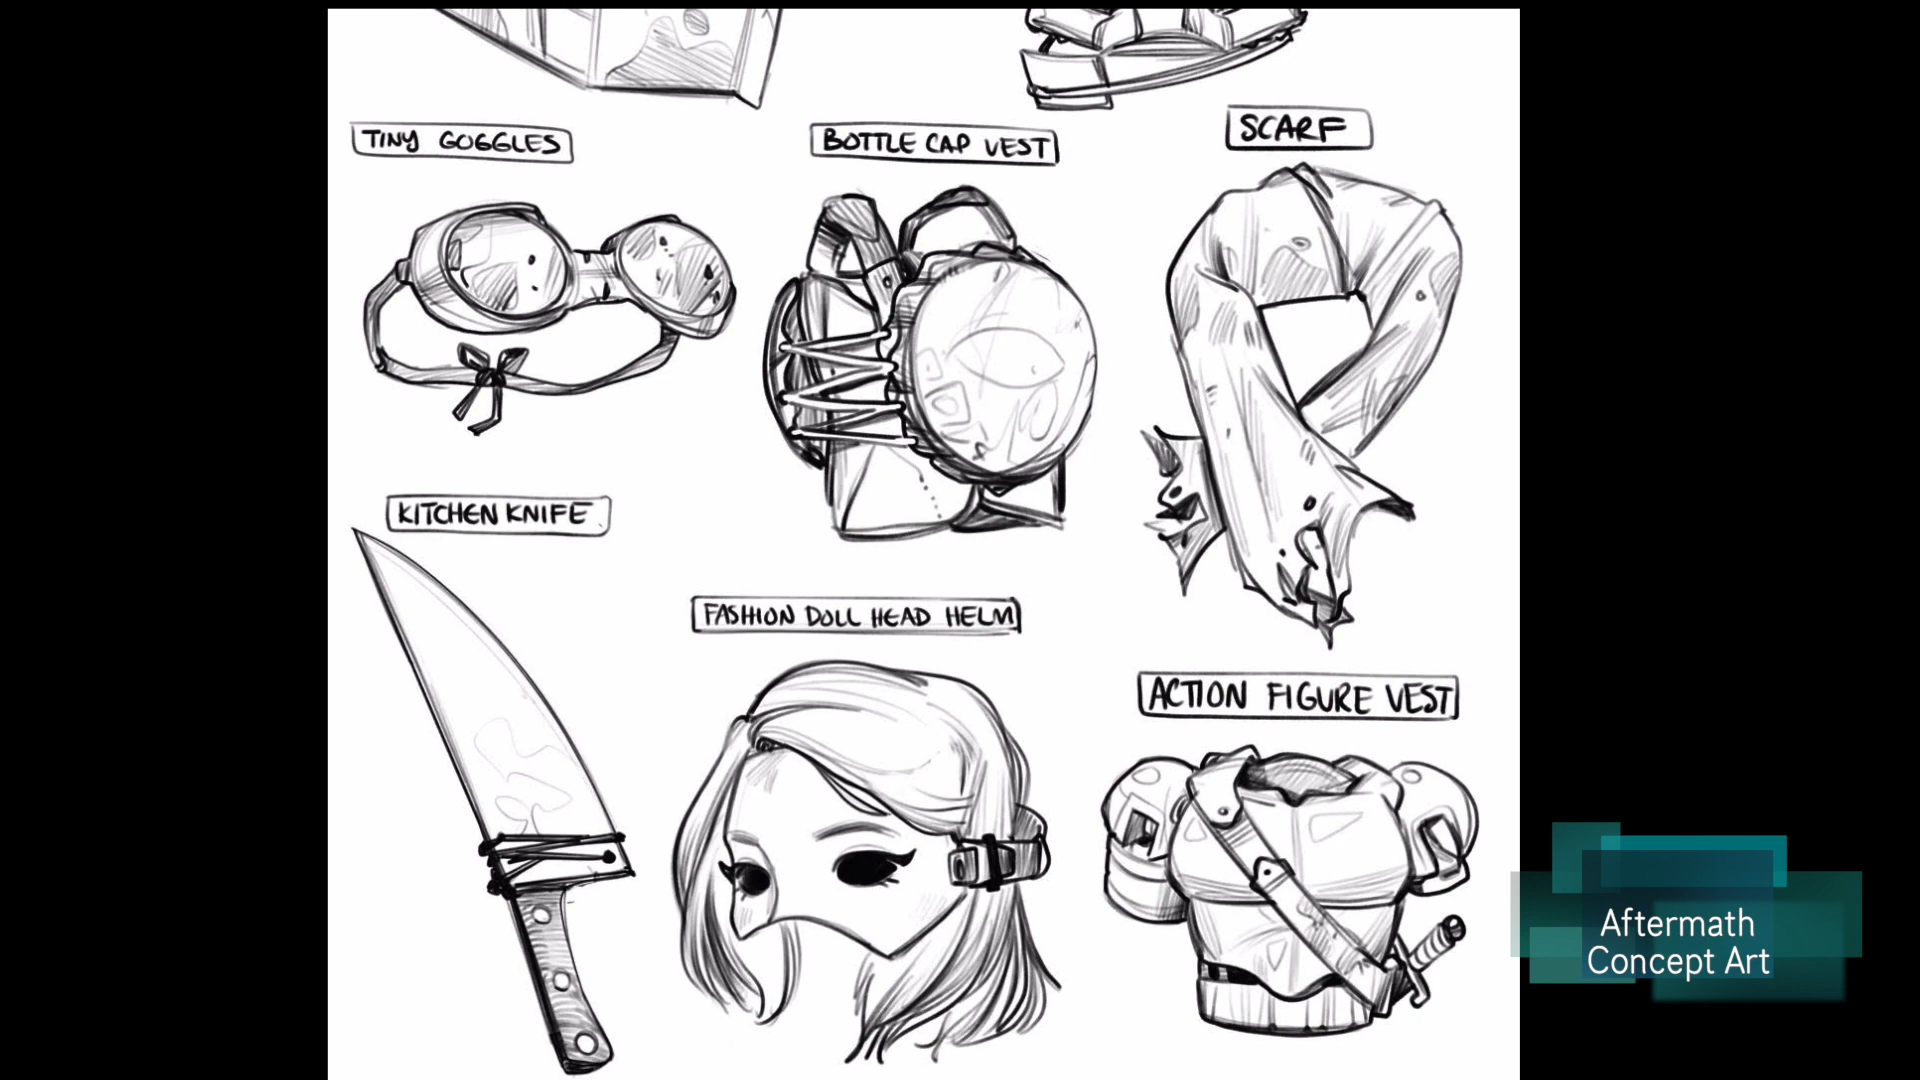 TINY GOGGLES
BOTTLE CAP VEST
SCARF
KITCHEN KNIFE
FASHION DOLL HEAD HELM
ACTION FIGURE VEST
Aftermath
Concept Art